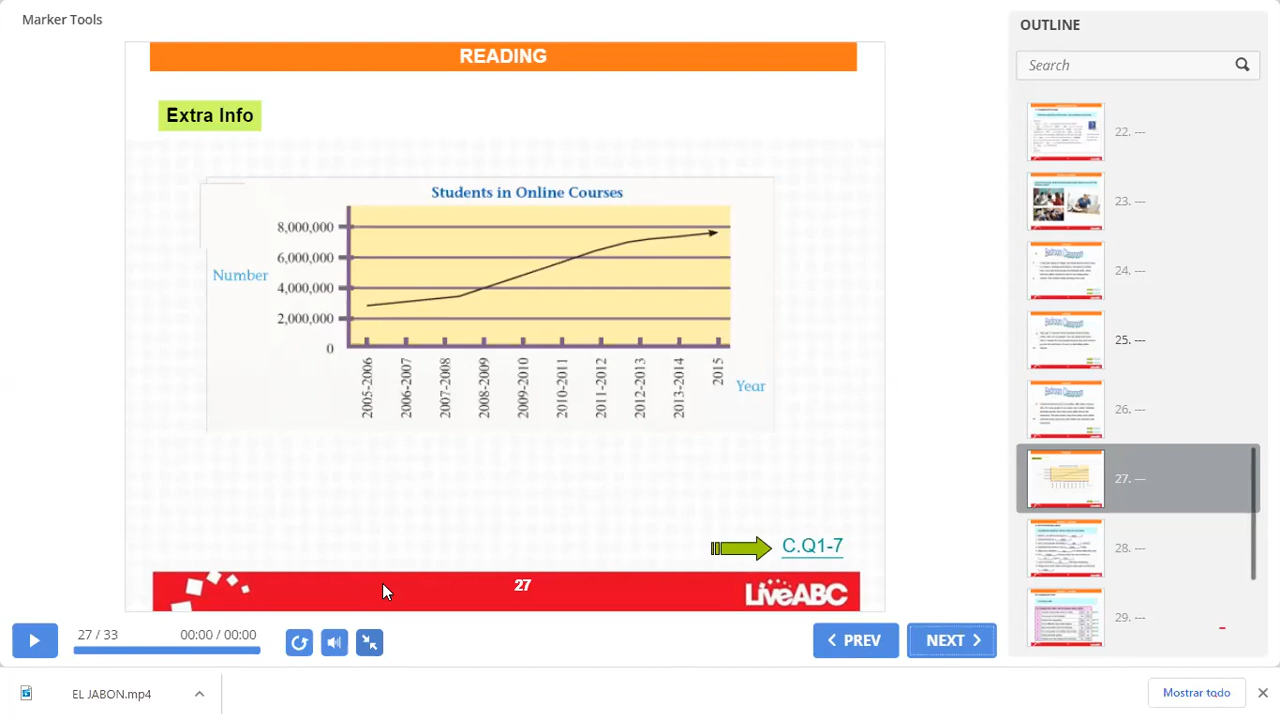 Marker Tools
OUTLINE
READING
Search
Extra Info
Students in Online Courses
8,000,000
6,000,000
Number
4,000,000
2,000,000
0
2005-2006
2006-2007
2007-2008
2008-2009
2009-2010
2010-2011
2011-2012
2012-2013
2013-2014
2015
Year
C.Q1-7
27
LiveABC
22. ---
23. ---
24. ---
25. ---
26. ---
27. ---
28. ---
29. ---
27 / 33
00:00 / 00:00
PREV
NEXT
EL JABON.mp4
Mostrar todo